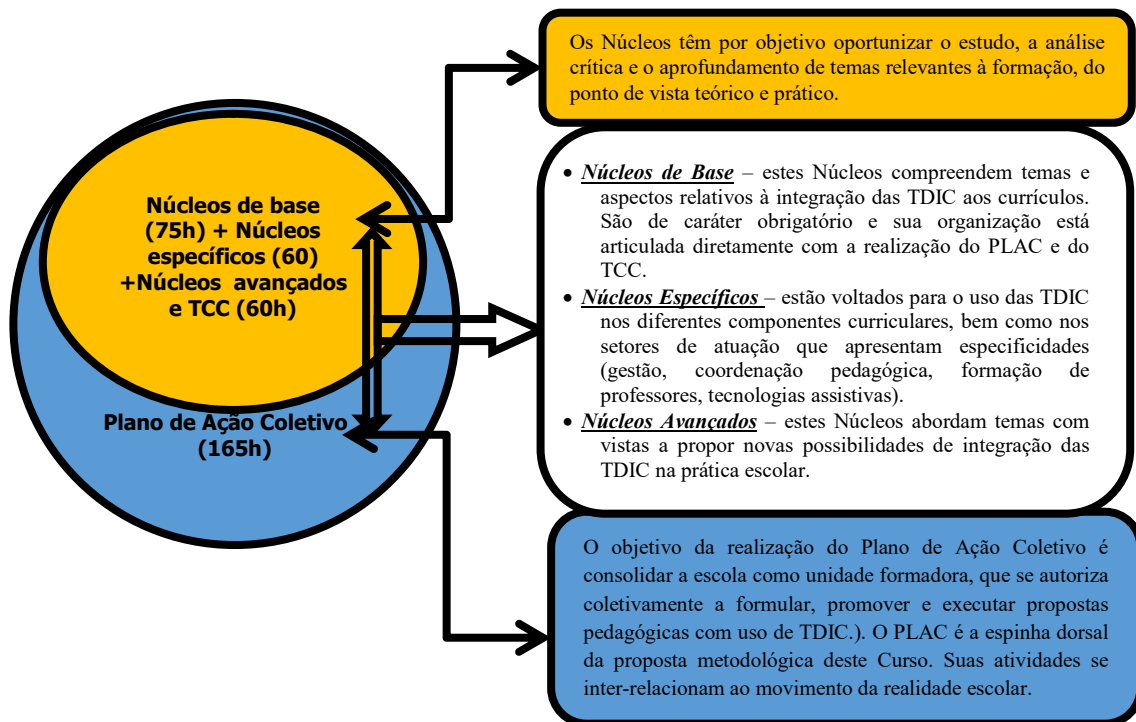 Os Núcleos têm por objetivo oportunizar o estudo, a análise
crítica e o aprofundamento de temas relevantes à formação, do
ponto de vista teórico e prático.
Núcleos de base
(75h) + Núcleos
específicos (60)
+Núcleos avançados
e TCC (60h)
Plano de Ação Coletivo
(165h)
• Núcleos de Base – estes Núcleos compreendem temas e
aspectos relativos à integração das TDIC aos currículos.
São de caráter obrigatório e sua organização está
articulada diretamente com a realização do PLAC e do
TCC.
• Núcleos Específicos – estão voltados para o uso das TDIC
nos diferentes componentes curriculares, bem como nos
setores de atuação que apresentam especificidades
(gestão, coordenação pedagógica, formação de
professores, tecnologias assistivas).
• Núcleos Avançados – estes Núcleos abordam temas com
vistas a propor novas possibilidades de integração das
TDIC na prática escolar.
O objetivo da realização do Plano de Ação Coletivo é
consolidar a escola como unidade formadora, que se autoriza
coletivamente a formular, promover e executar propostas
pedagógicas com uso de TDIC.). O PLAC é a espinha dorsal
da proposta metodológica deste Curso. Suas atividades se
inter-relacionam ao movimento da realidade escolar.